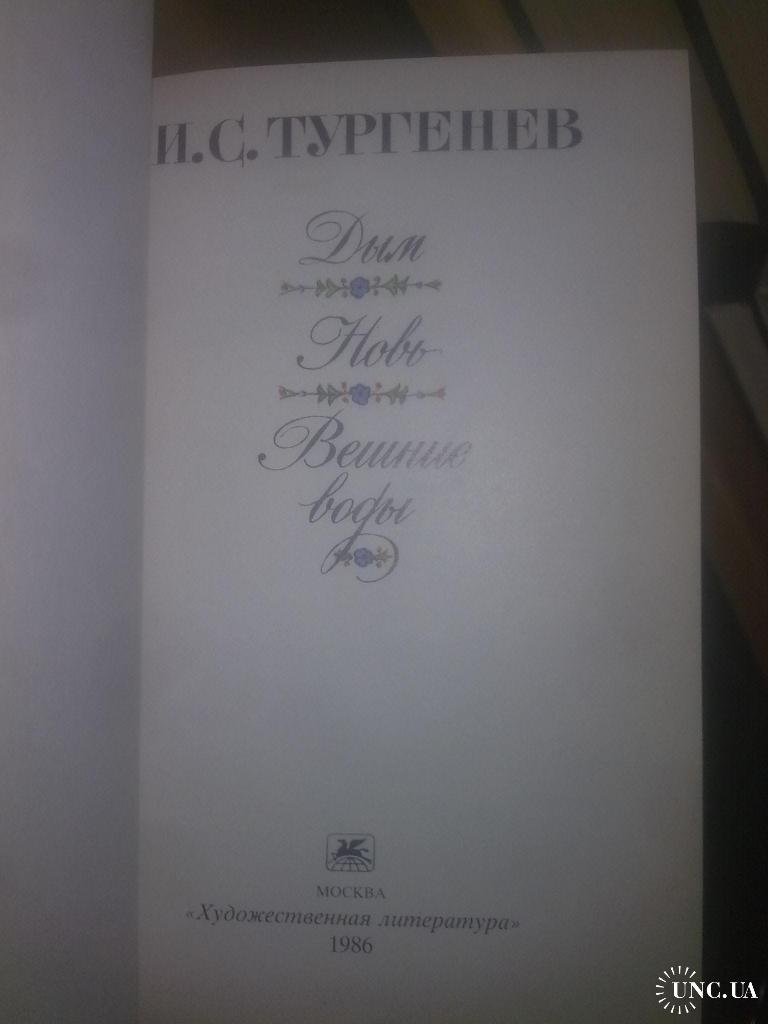 И.С.ТУРГЕНЕВ
Дым
Новь
Вешние
воды
МОСКВА
«Художественная литература»
1986
UNC.UA